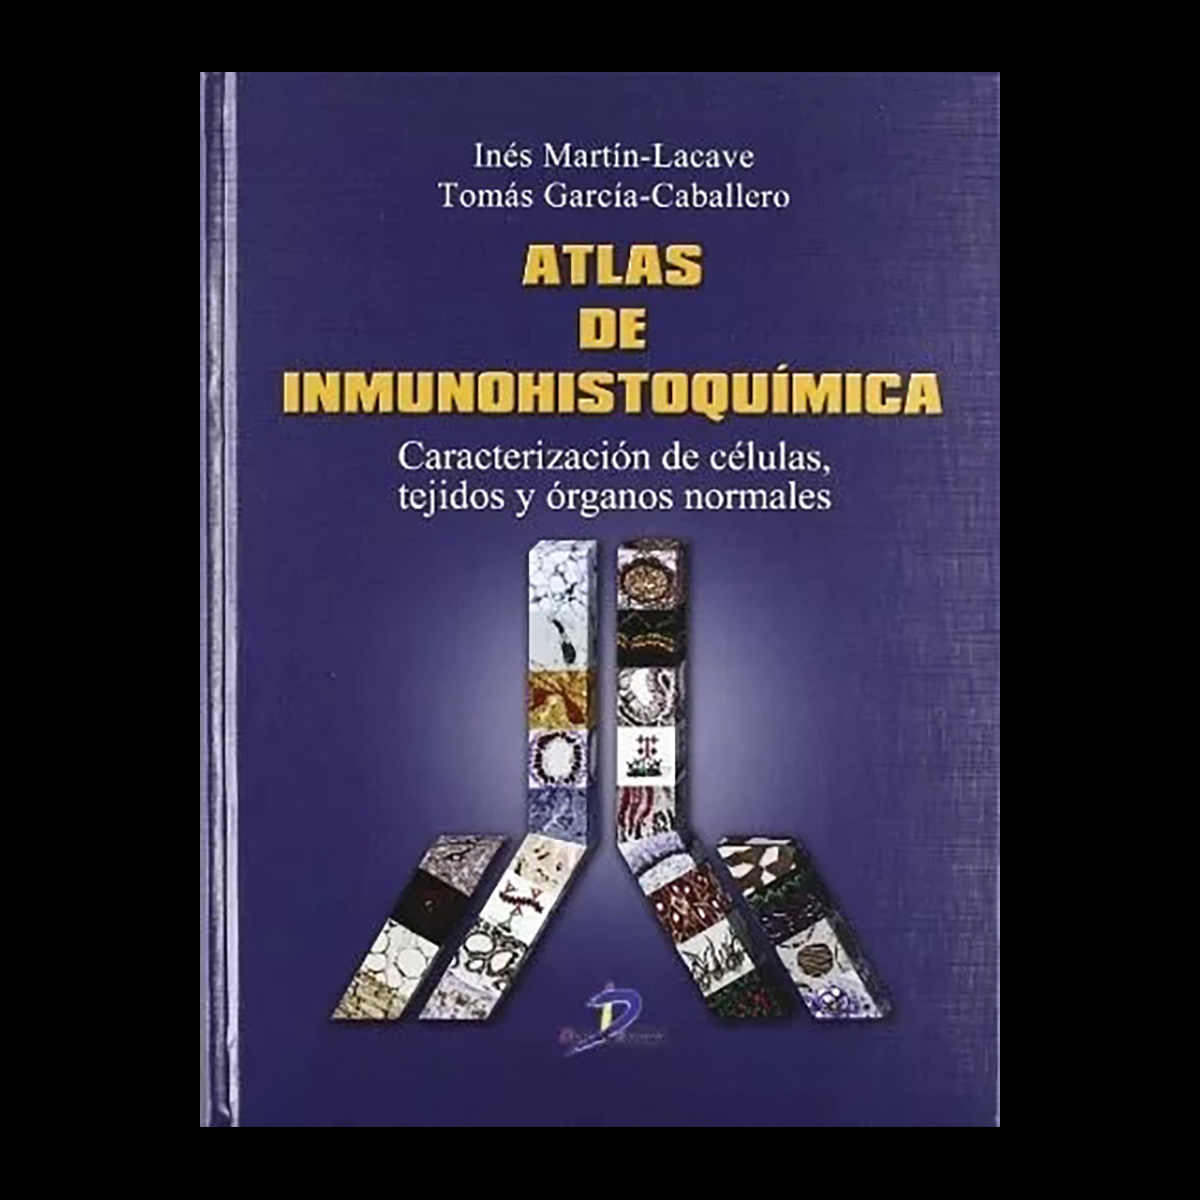 Inés Martín-Lacave
Tomás García-Caballero
ATLAS
DE
INMUNOHISTOQUÍMICA
Caracterización de células,
tejidos y órganos normales